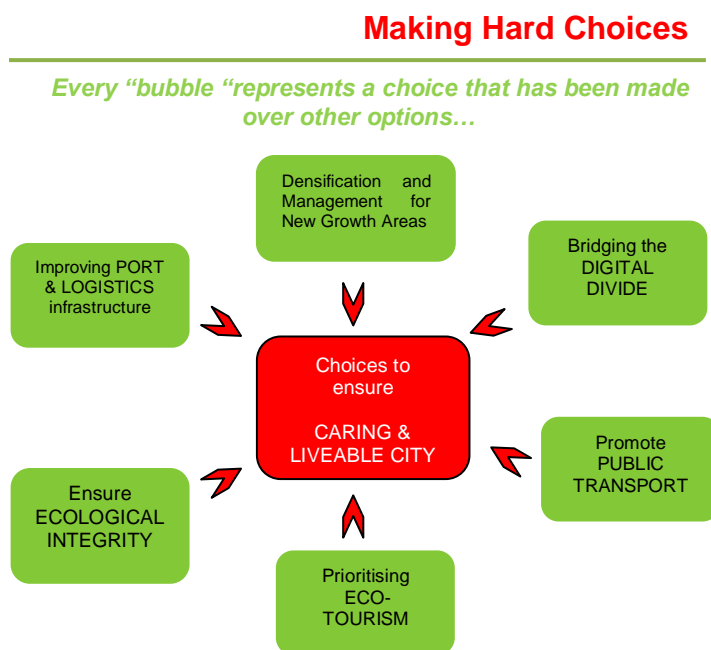 Making Hard Choices
Every “bubble “represents a choice that has been made
over other options…
Densification and
Management for
New Growth Areas
Improving PORT
& LOGISTICS
infrastructure
Bridging the
DIGITAL
DIVIDE
Choices to
ensure
CARING &
LIVEABLE CITY
Promote
PUBLIC
TRANSPORT
Ensure
ECOLOGICAL
INTEGRITY
Prioritising
ECO-
TOURISM